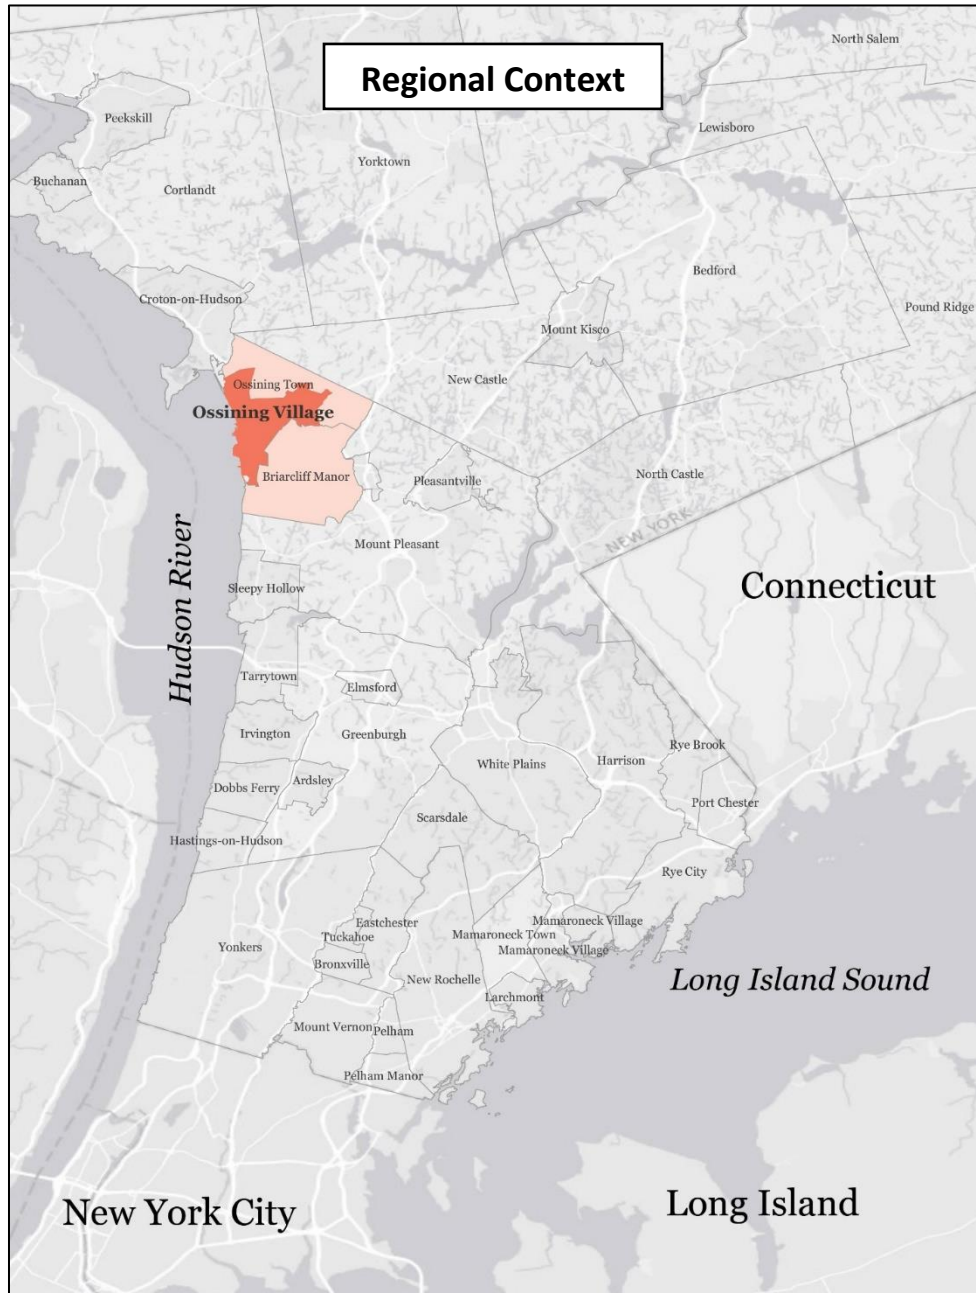 Regional Context
North Salem
Peekskill
Lewisboro
Yorktown
Buchanan
Cortlandt
Bedford
Croton-on-Hudson
Pound Ridge
Mount Kisco
Ossining Town
New Castle
Ossining Village
Briarcliff Manor
Pleasantville
North Castle
NEW YORK
Mount Pleasant
Hudson River
Connecticut
Sleepy Hollow
Tarrytown
Elmsford
Irvington
Greenburgh
Rye Brook
White Plains
Harrison
Dobbs Ferry
Ardsley
Port Chester
Scarsdale
Hastings-on-Hudson
Rye City
Eastchester
Mamaroneck Village
Tuckahoe
Mamaroneck Town
Yonkers
Mamaroneck Village
Bronxville
New Rochelle
Long Island Sound
Larchmont
Mount Vernon
Pelham
Pelham Manor
New York City
Long Island